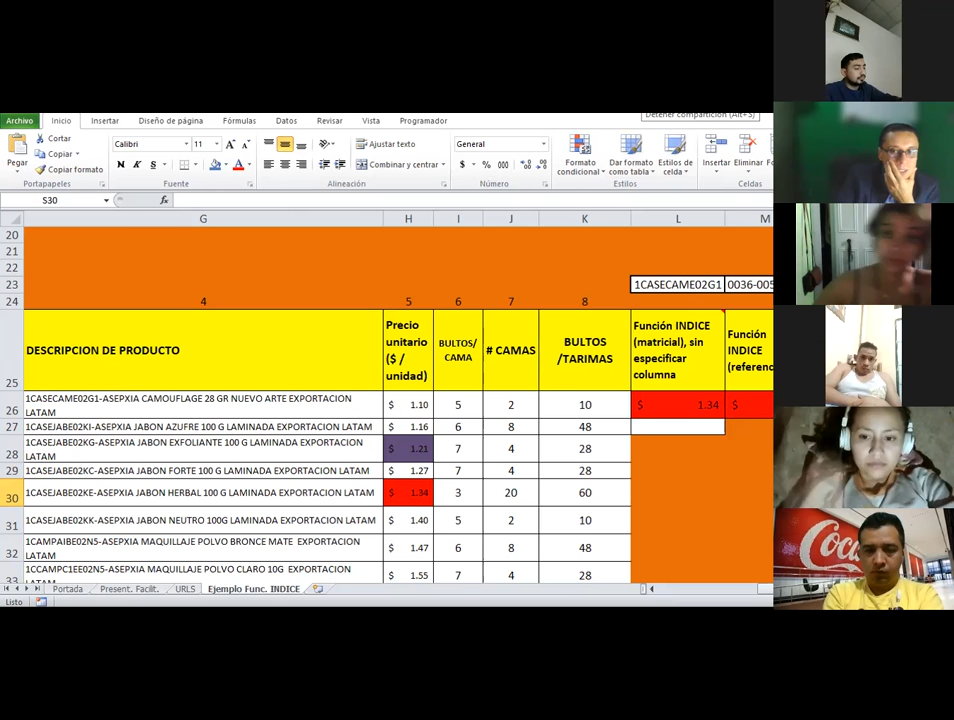 Archivo Inicio Insertar Diseño de página Fórmulas Datos Revisar Vista Programador
Detener compartición (Alt+S)
Pegar
Cortar
Copiar
Copiar formato
Portapapeles
Calibri 11
N K S
Fuente
Ajustar texto
Combinar y centrar
Alineación
General
$ % 000
Número
Formato condicional
Dar formato como tabla
Estilos de celda
Estilos
Insertar Eliminar
Celdas
S30 fx
G H I J K L M
20
21
22
23 1CASECAME02G1 0036-005
24 4 5 6 7 8
25 DESCRIPCION DE PRODUCTO
Precio unitario ($ / unidad)
BULTOS/ CAMA
# CAMAS
BULTOS /TARIMAS
Función INDICE (matricial), sin especificar columna
Función INDICE (referenc
26 1CASECAME02G1-ASEPXIA CAMOUFLAGE 28 GR NUEVO ARTE EXPORTACION LATAM $ 1.10 5 2 10 $ 1.34 $
27 1CASEJABE02KI-ASEPXIA JABON AZUFRE 100 G LAMINADA EXPORTACION LATAM $ 1.16 6 8 48
28 1CASEJABE02KG-ASEPXIA JABON EXFOLIANTE 100 G LAMINADA EXPORTACION LATAM $ 1.21 7 4 28
29 1CASEJABE02KC-ASEPXIA JABON FORTE 100 G LAMINADA EXPORTACION LATAM $ 1.27 7 4 28
30 1CASEJABE02KE-ASEPXIA JABON HERBAL 100 G LAMINADA EXPORTACION LATAM $ 1.34 3 20 60
31 1CASEJABE02KK-ASEPXIA JABON NEUTRO 100G LAMINADA EXPORTACION LATAM $ 1.40 5 2 10
32 1CAMPAIBE02N5-ASEPXIA MAQUILLAJE POLVO BRONCE MATE EXPORTACION LATAM $ 1.47 6 8 48
33 1CCAMPC1EE02N5-ASEPXIA MAQUILLAJE POLVO CLARO 10G EXPORTACION LATAM $ 1.55 7 4 28
Portada Present. Facilit. URLS Ejemplo Func. INDICE
Listo